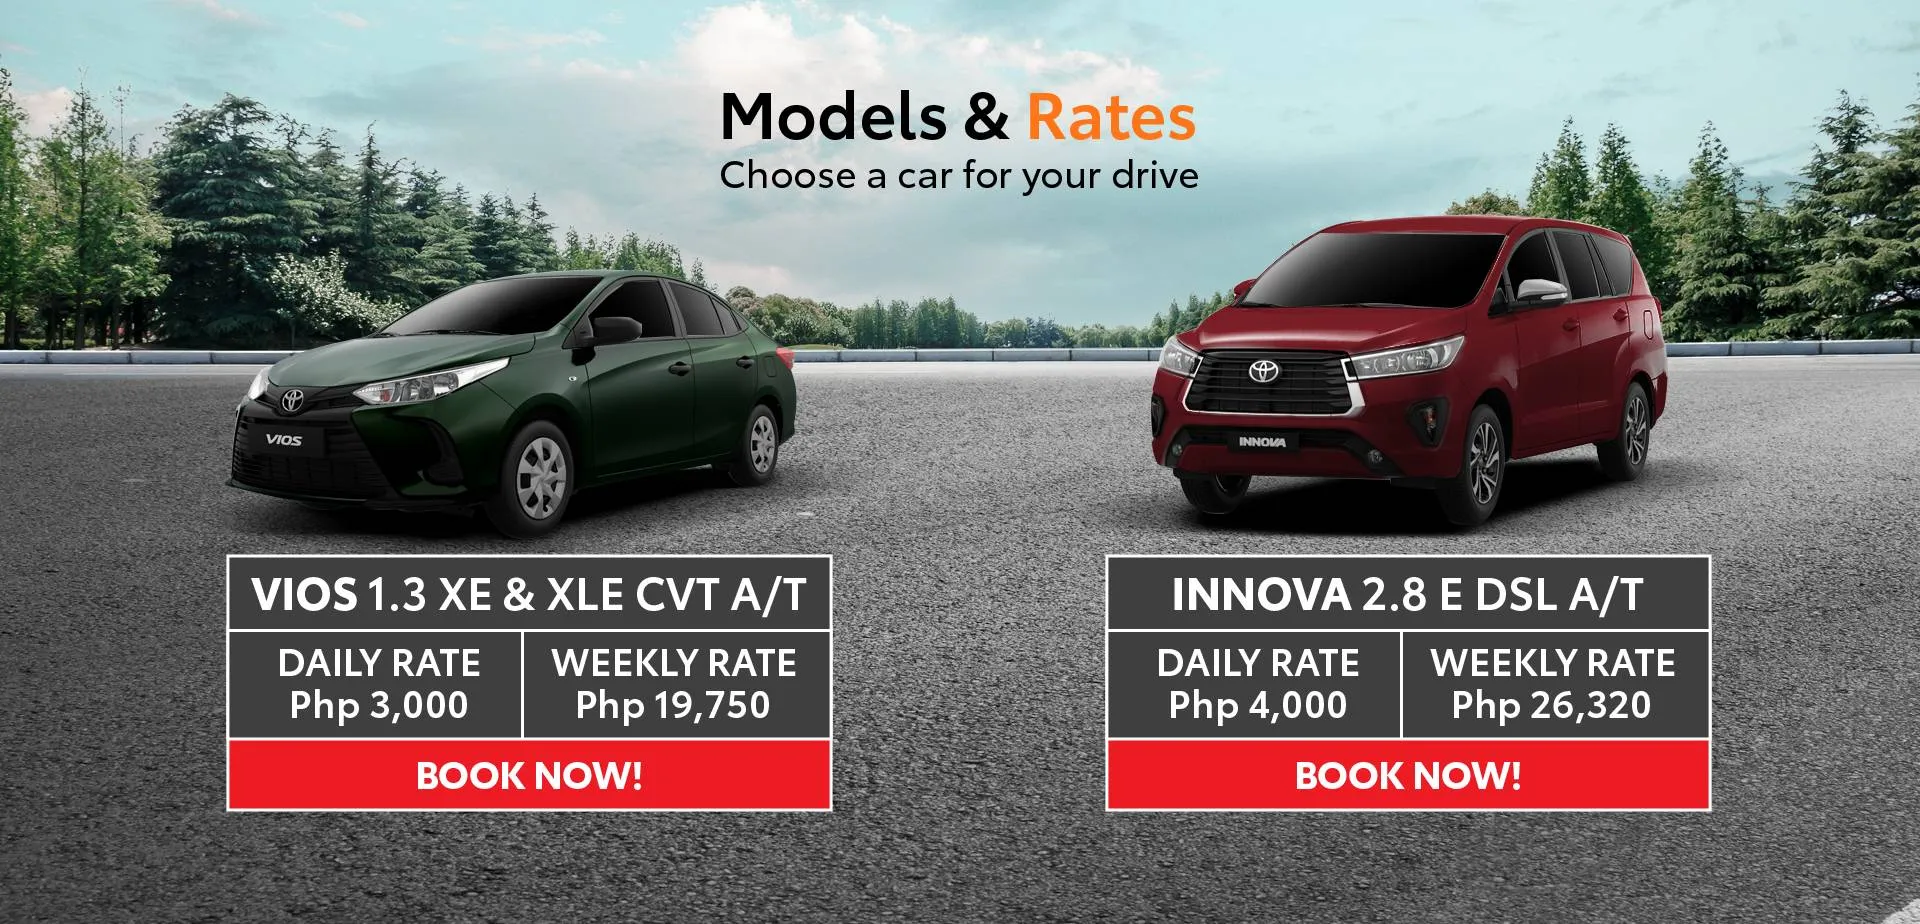 Models & Rates
Choose a car for your drive
VIOS
INNOVA
VIOS 1.3 XE & XLE CVT A/T
DAILY RATE
Php 3,000
WEEKLY RATE
Php 19,750
BOOK NOW!
INNOVA 2.8 E DSL A/T
DAILY RATE
Php 4,000
WEEKLY RATE
Php 26,320
BOOK NOW!